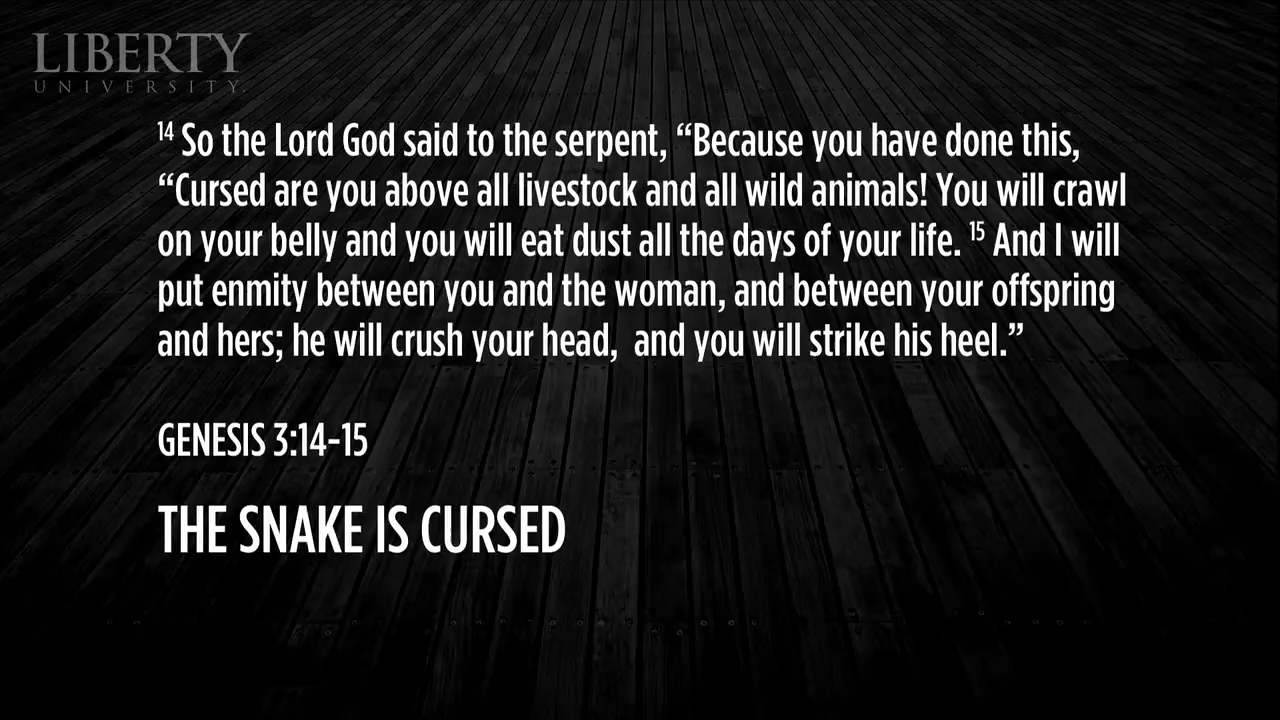 LIBERTY
UNIVERSITY.
14 So the Lord God said to the serpent, “Because you have done this,
“Cursed are you above all livestock and all wild animals! You will crawl
on your belly and you will eat dust all the days of your life. 15 And I will
put enmity between you and the woman, and between your offspring
and hers; he will crush your head,  and you will strike his heel.”
GENESIS 3:14-15
THE SNAKE IS CURSED